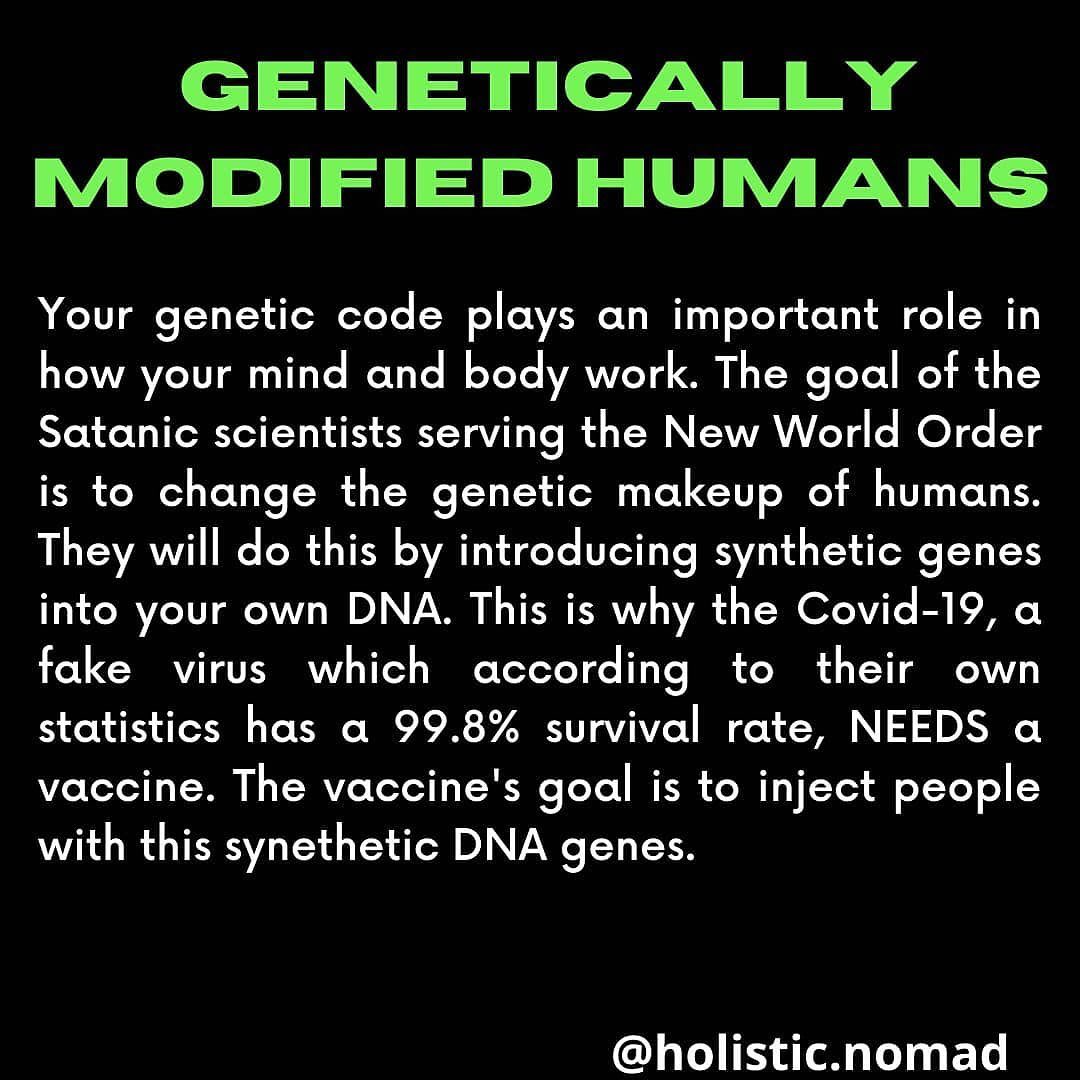 GENETICALLY
MODIFIED HUMANS
Your genetic code plays an important role in
how your mind and body work. The goal of the
Satanic scientists serving the New World Order
is to change the genetic makeup of humans.
They will do this by introducing synthetic genes
into your own DNA. This is why the Covid-19, a
fake virus which according to their own
statistics has a 99.8% survival rate, NEEDS a
vaccine. The vaccine's goal is to inject people
with this synethetic DNA genes.
@holistic.nomad